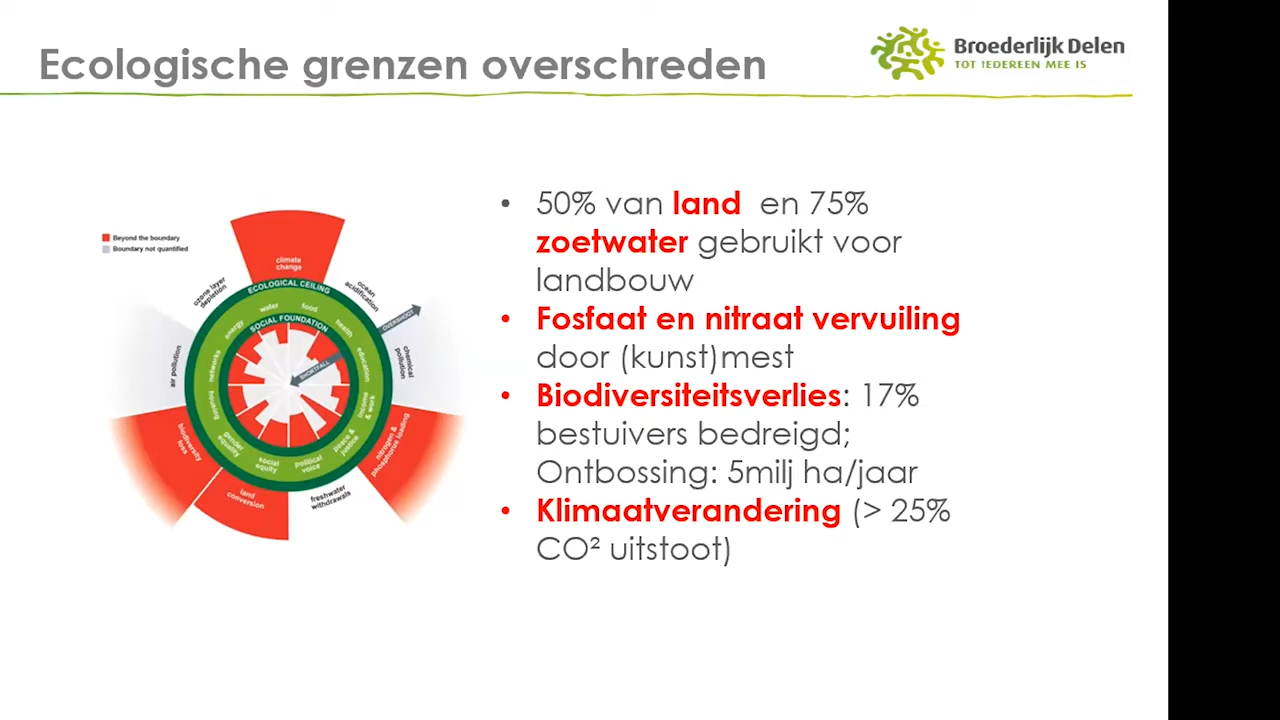 Ecologische grenzen overschreden
Broederlijk Delen
TOT IEDEREEN MEE IS
Beyond the boundary
Boundary not quantified
climate
change
ozone layer
depletion
ocean
acidification
ECOLOGICAL CEILING
OVERSHOOT
water
food
energy
health
SOCIAL FOUNDATION
SHORTFALL
air pollution
chemical
pollution
networks
education
housing
income
& work
gender
equality
peace &
justice
social
equity
political
voice
biodiversity
loss
nitrogen &
phosphorus loading
land
conversion
freshwater
withdrawals
• 50% van land en 75%
zoetwater gebruikt voor
landbouw
• Fosfaat en nitraat vervuiling
door (kunst)mest
• Biodiversiteitsverlies: 17%
bestuivers bedreigd;
Ontbossing: 5milj ha/jaar
• Klimaatverandering (> 25%
CO² uitstoot)